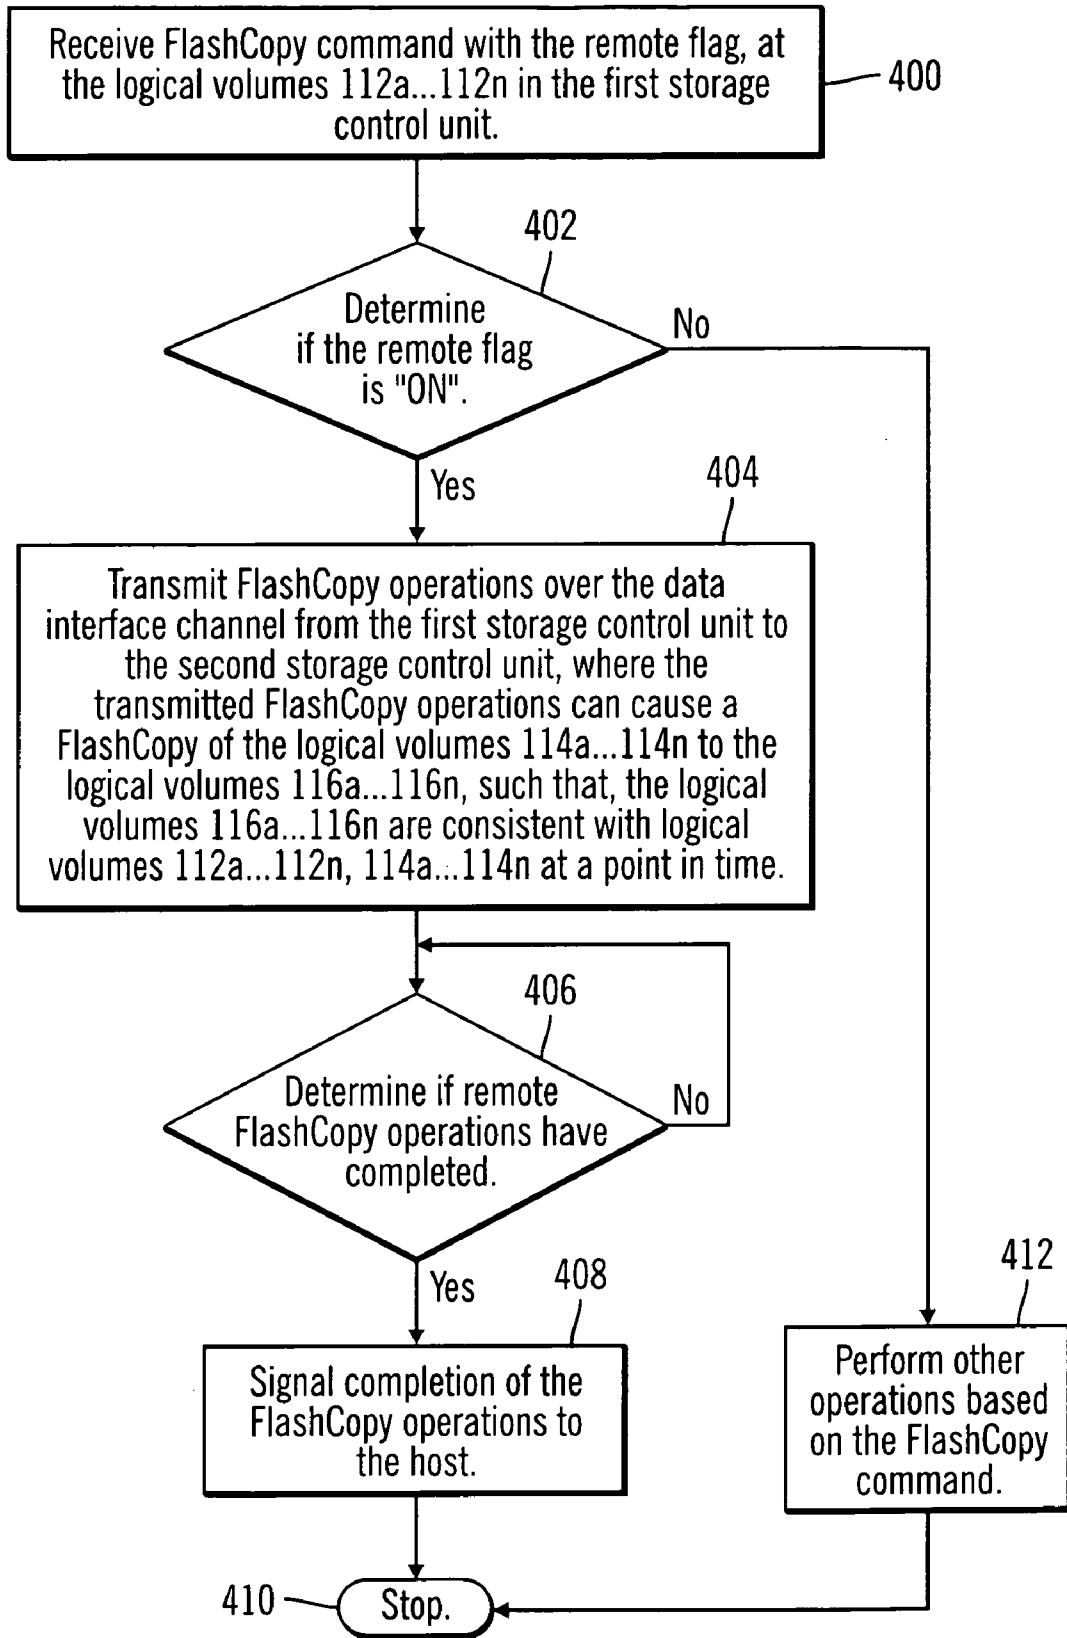 Receive FlashCopy command with the remote flag, at
the logical volumes 112a...112n in the first storage
control unit.
400
402
Determine
if the remote flag
is "ON".
No
Yes
404
Transmit FlashCopy operations over the data
interface channel from the first storage control unit to
the second storage control unit, where the
transmitted FlashCopy operations can cause a
FlashCopy of the logical volumes 114a...114n to the
logical volumes 116a...116n, such that, the logical
volumes 116a...116n are consistent with logical
volumes 112a...112n, 114a...114n at a point in time.
406
Determine if remote
FlashCopy operations have
completed.
No
Yes
408
Signal completion of the
FlashCopy operations to
the host.
412
Perform other
operations based
on the FlashCopy
command.
410
Stop.